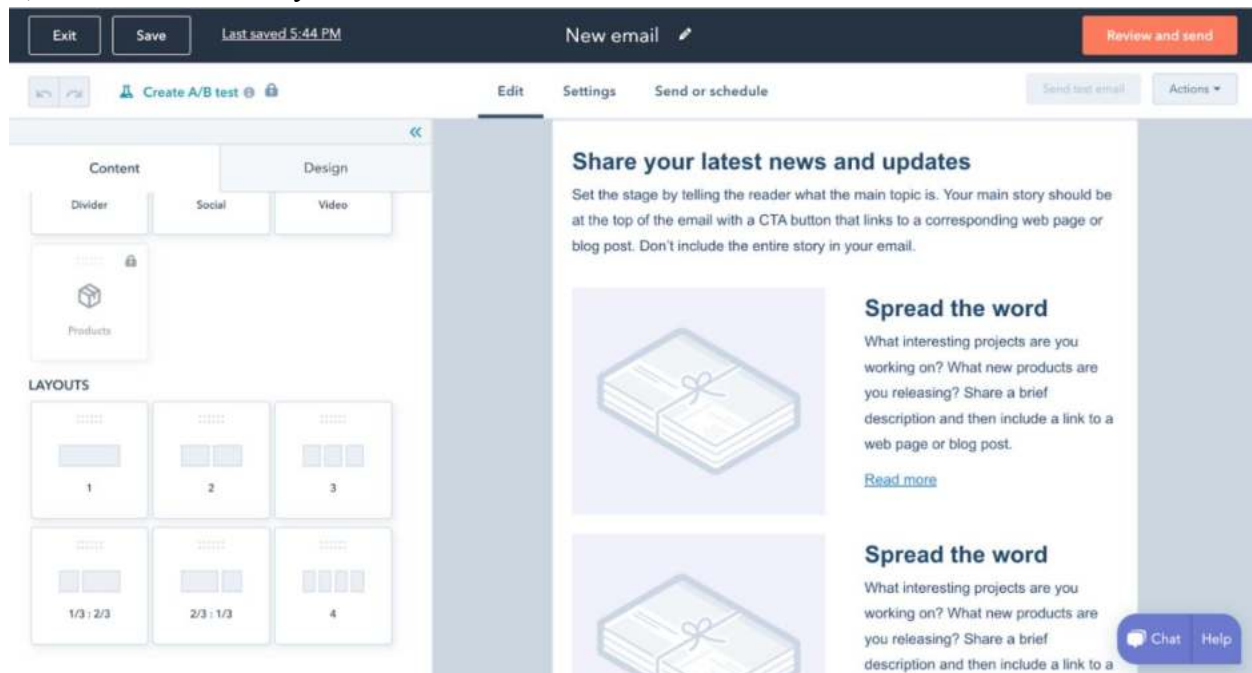 Exit
Save
Last saved 5:44 PM
New email
Review and send
Create A/B test
Edit
Settings
Send or schedule
Send test email
Actions
Content
Design
Divider
Social
Video
Products
LAYOUTS
1
2
3
1/3 : 2/3
2/3 : 1/3
4
Share your latest news and updates
Set the stage by telling the reader what the main topic is. Your main story should be
at the top of the email with a CTA button that links to a corresponding web page or
blog post. Don't include the entire story in your email.
Spread the word
What interesting projects are you
working on? What new products are
you releasing? Share a brief
description and then include a link to a
web page or blog post.
Read more
Spread the word
What interesting projects are you
working on? What new products are
you releasing? Share a brief
description and then include a link to a
Chat
Help